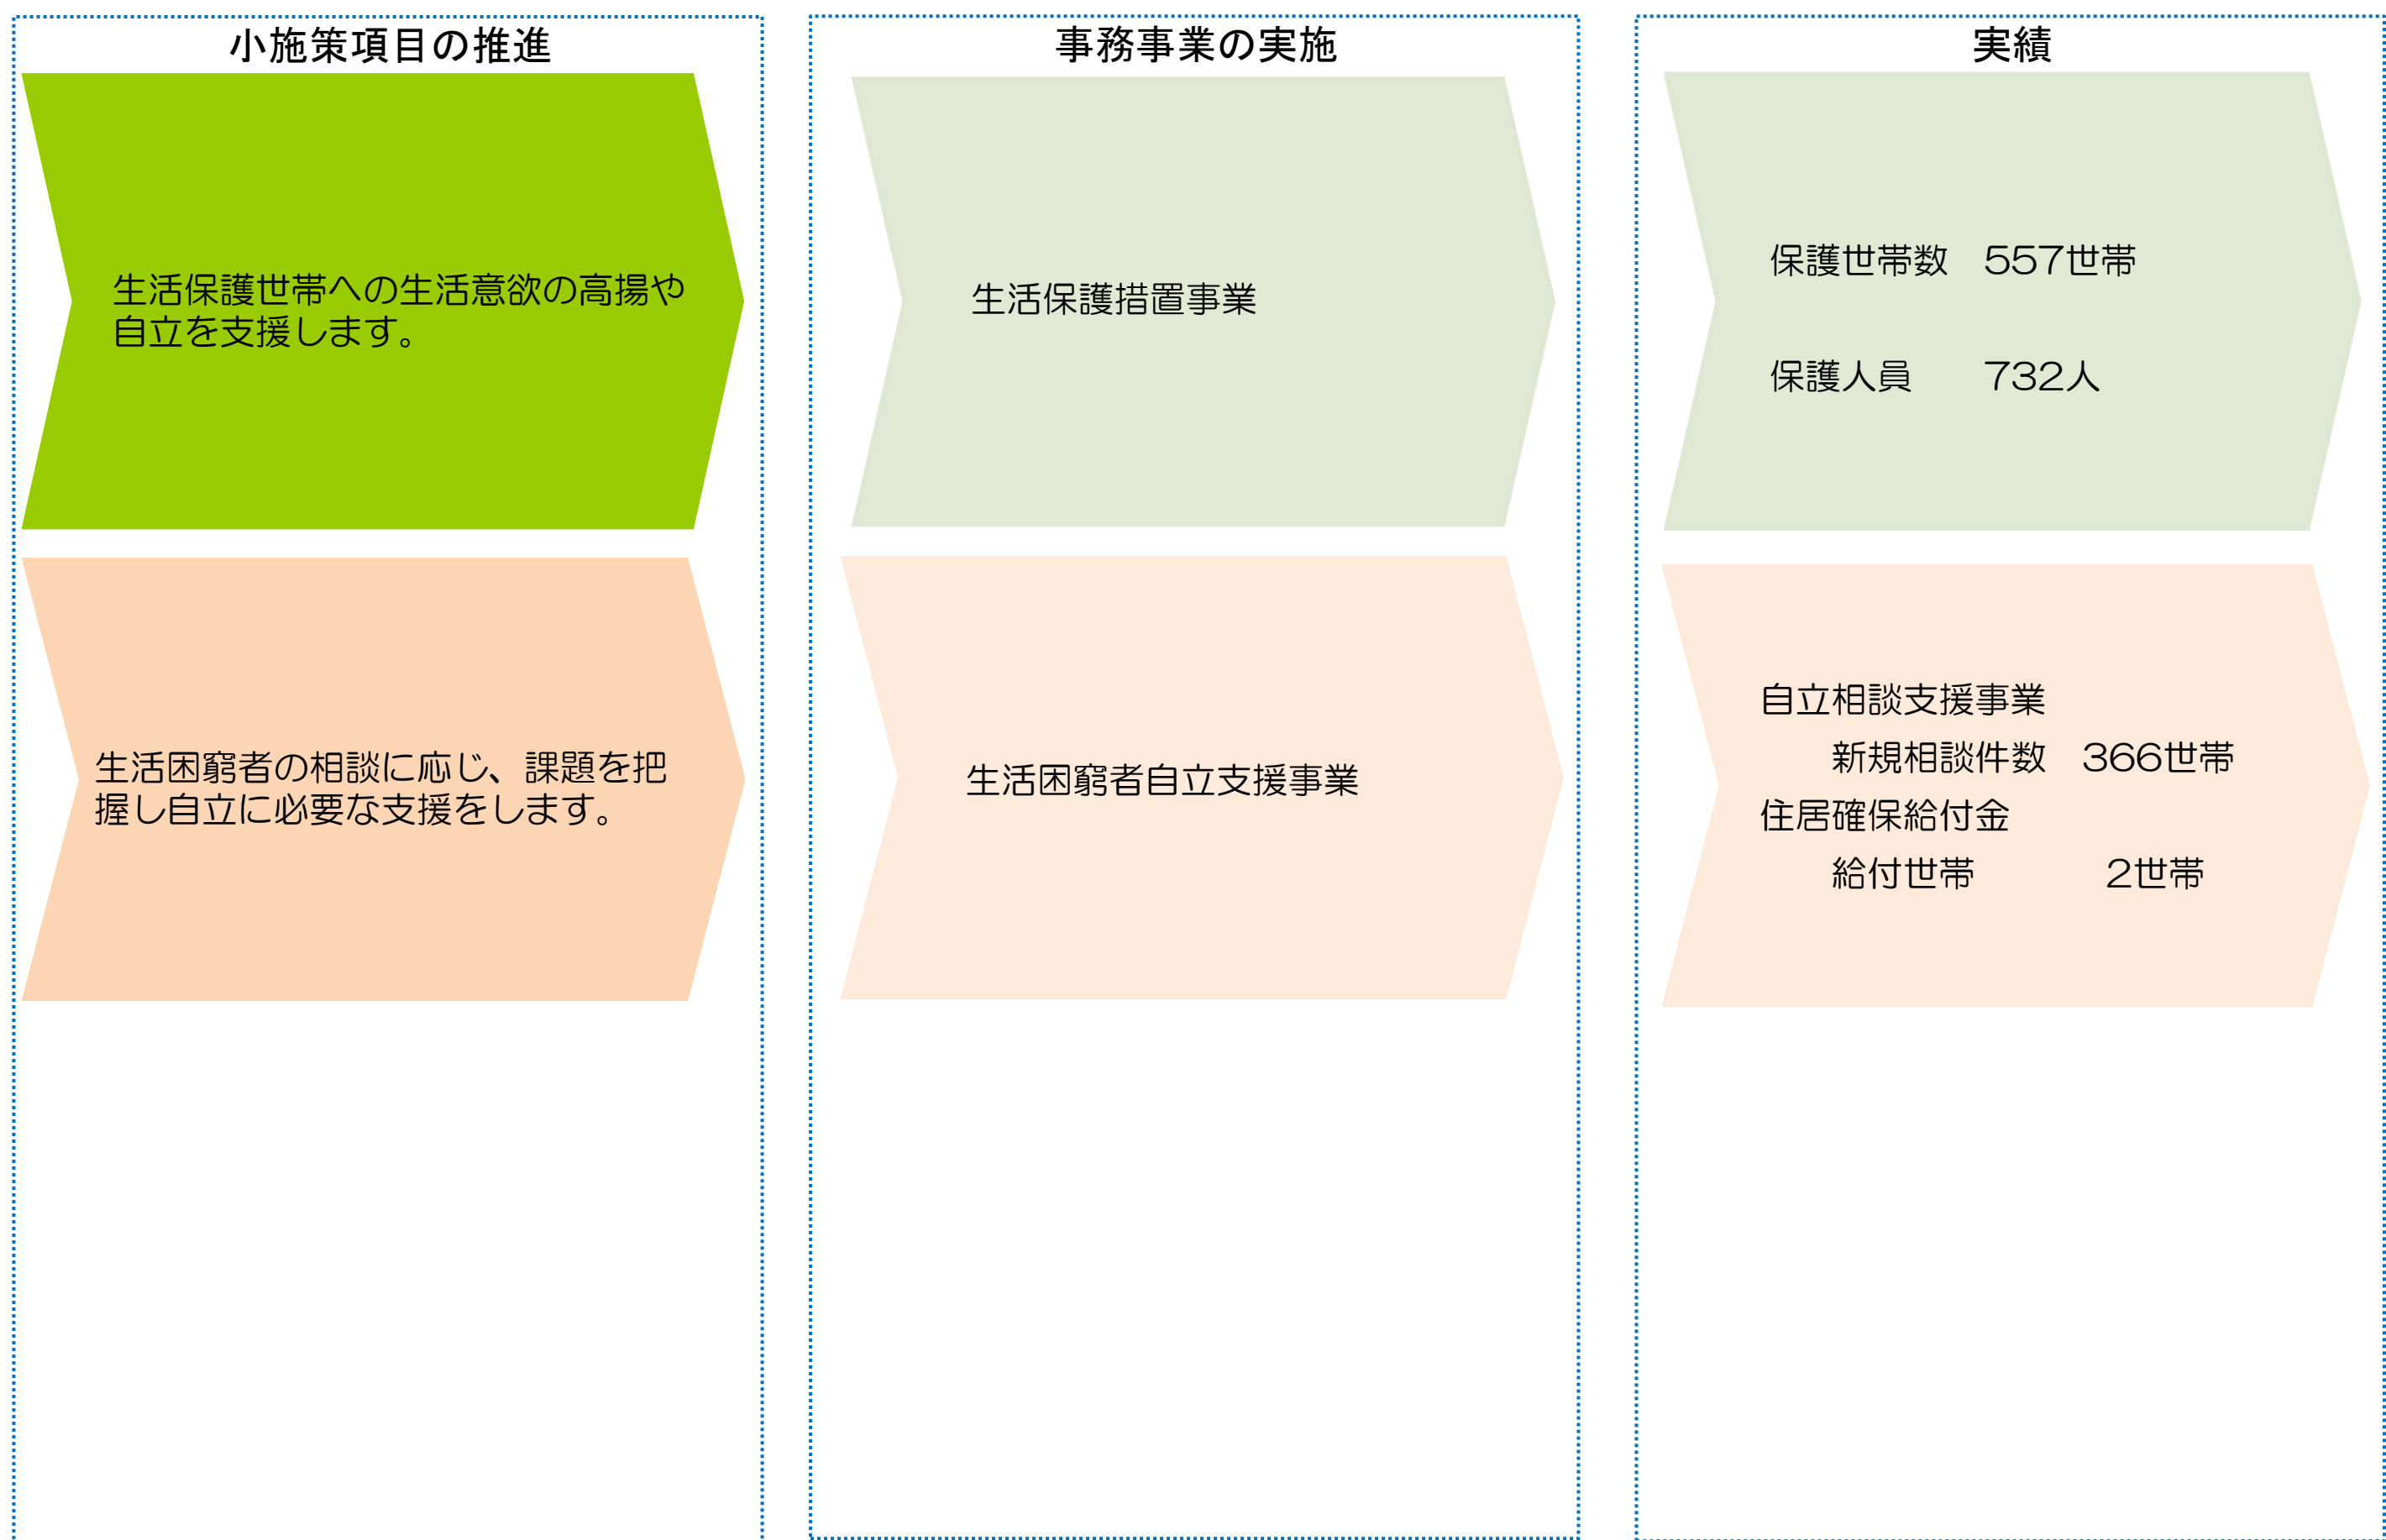 小施策項目の推進
生活保護世帯への生活意欲の高揚や
自立を支援します。
生活困窮者の相談に応じ、課題を把
握し自立に必要な支援をします。
事務事業の実施
生活保護措置事業
生活困窮者自立支援事業
実績
保護世帯数　557世帯
保護人員　　732人
自立相談支援事業
　　新規相談件数　366世帯
住居確保給付金
　　給付世帯　　　　2世帯